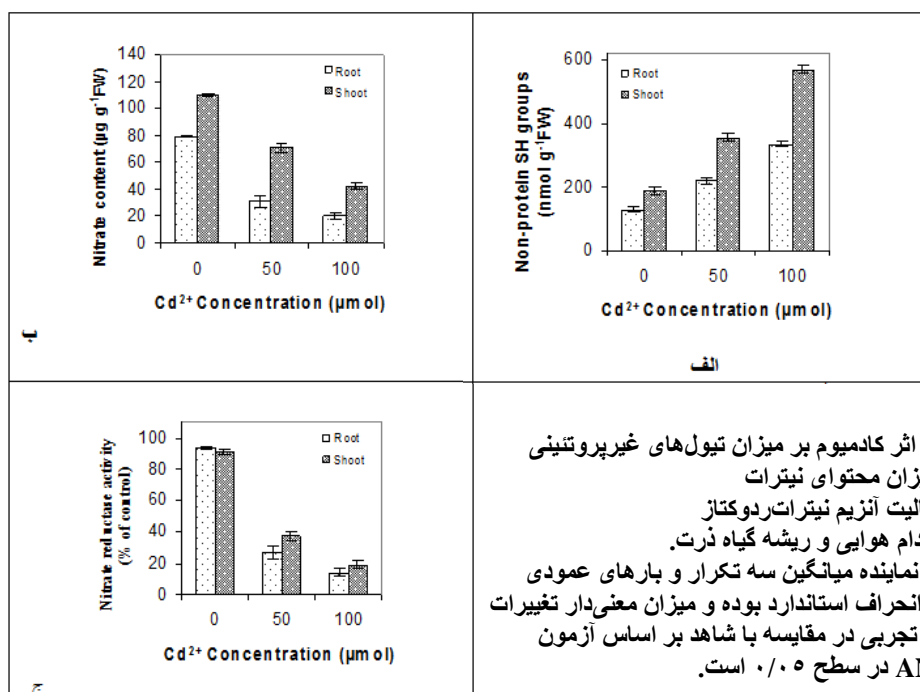 140
120
100
80
60
40
20
0
Nitrate content (µg g⁻¹FW)
Root
Shoot
0 50 100
Cd²⁺ Concentration (µmol)
ب
600
400
200
0
Non-protein SH groups
(nmol g⁻¹FW)
Root
Shoot
0 50 100
Cd²⁺ Concentration (µmol)
الف
100
80
60
40
20
0
Nitrate reductase activity
(% of control)
Root
Shoot
0 50 100
Cd²⁺ Concentration (µmol)
ج
اثر کادمیوم بر میزان تیول‌های غیرپروتئینی
محتوای نیترات
آنزیم نیترات‌ردوکتاز
هوایی و ریشه گیاه ذرت.
نماینده میانگین سه تکرار و بارهای عمودی
انحراف استاندارد بوده و میزان معنی‌دار تغییرات
تجربی در مقایسه با شاهد بر اساس آزمون
در سطح ۰/۰۵ است.